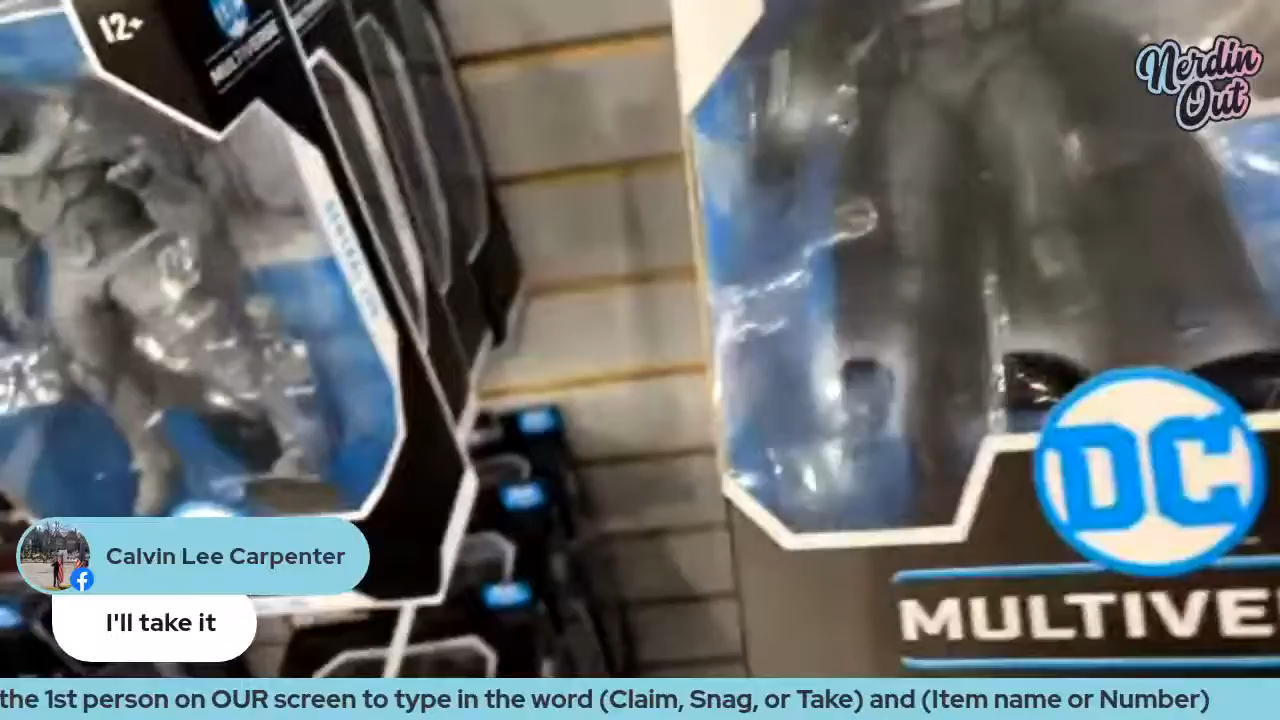 12+
MULTIVERSE
Nerdin
Out
DC
MULTIVE
Calvin Lee Carpenter
I'll take it
the 1st person on OUR screen to type in the word (Claim, Snag, or Take) and (Item name or Number)